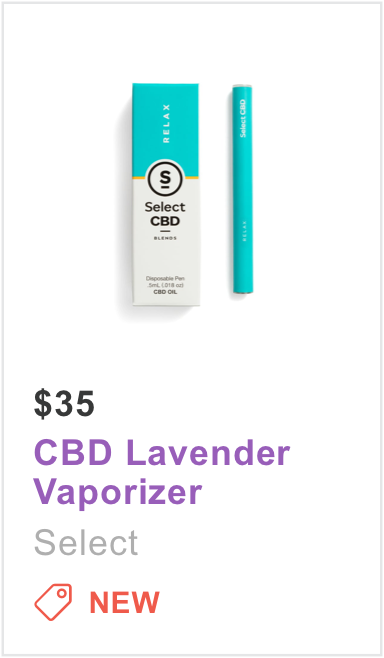 RELAX
S
Select
CBD
BLENDS
Disposable Pen
.5mL (.018 oz)
CBD OIL
Select CBD
RELAX
$35
CBD Lavender
Vaporizer
Select
NEW